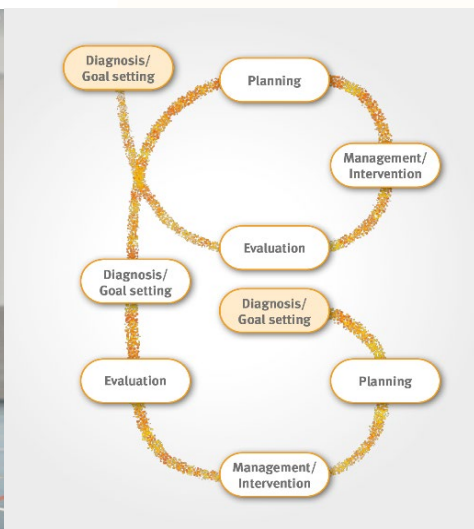 Diagnosis/
Goal setting
Planning
Management/
Intervention
Evaluation
Diagnosis/
Goal setting
Diagnosis/
Goal setting
Evaluation
Planning
Management/
Intervention